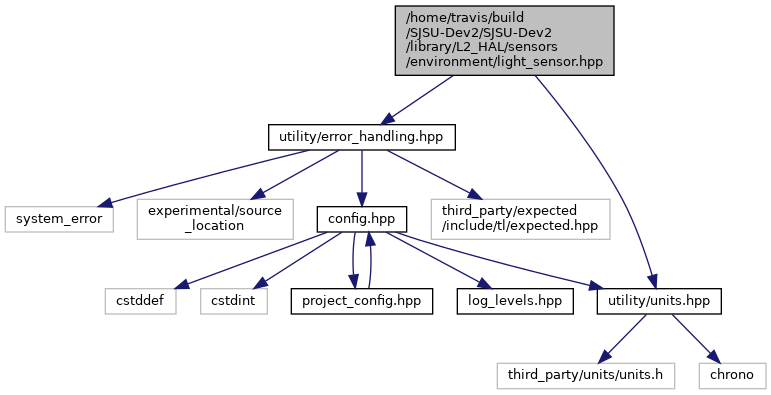 /home/travis/build
/SJSU-Dev2/SJSU-Dev2
/library/L2_HAL/sensors
/environment/light_sensor.hpp
utility/error_handling.hpp
system_error
experimental/source
_location
config.hpp
third_party/expected
/include/tl/expected.hpp
cstddef
cstdint
project_config.hpp
log_levels.hpp
utility/units.hpp
third_party/units/units.h
chrono